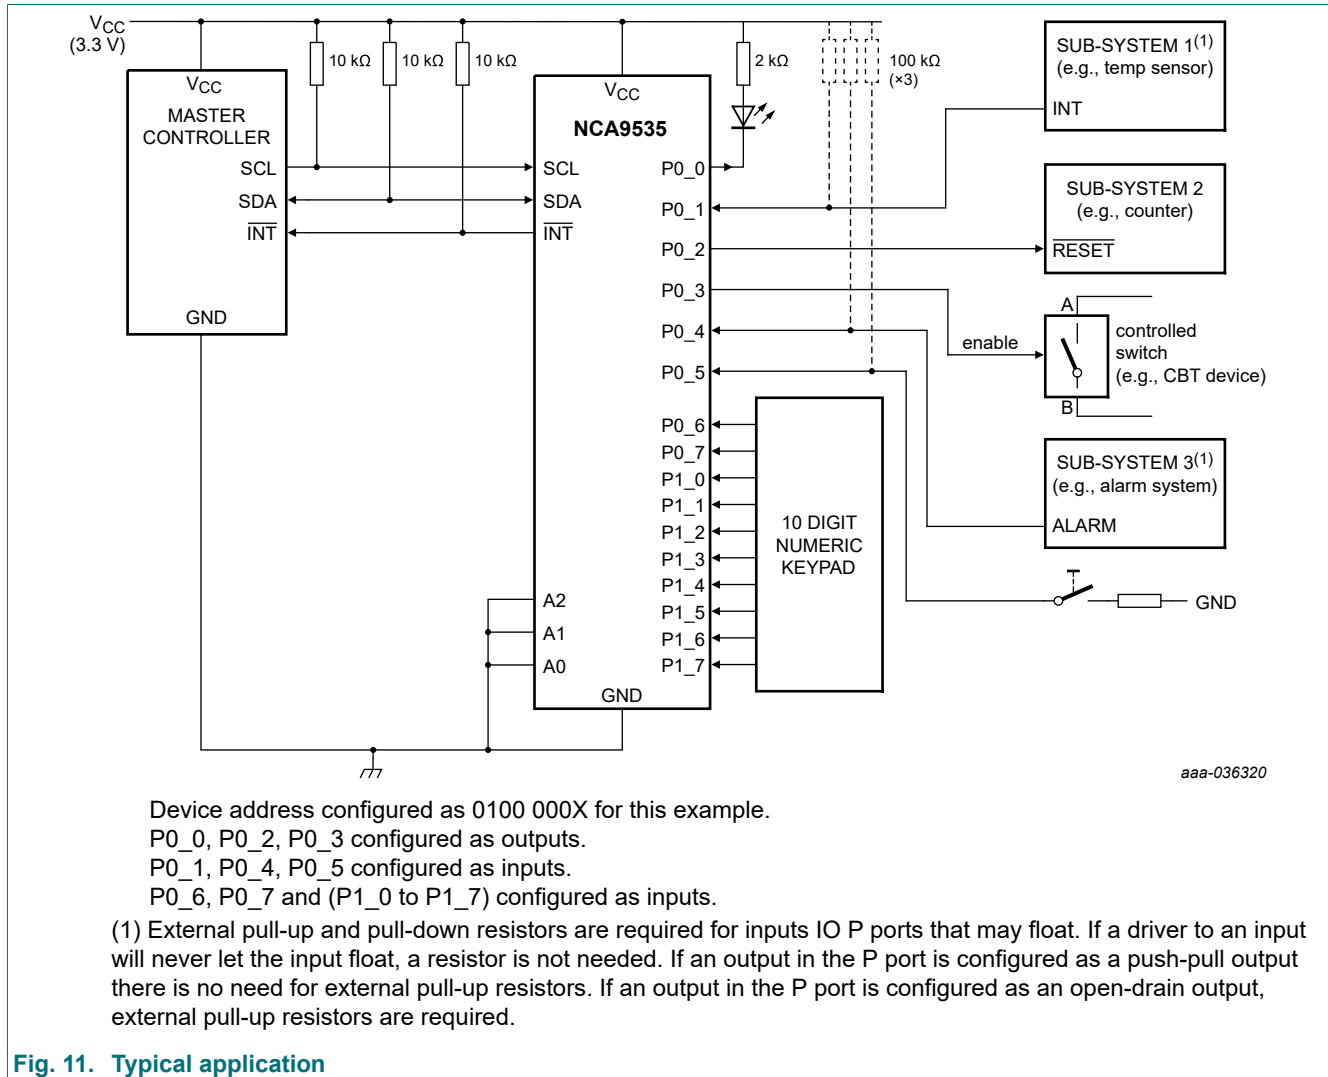 VCC
(3.3 V)
10 kΩ
10 kΩ
10 kΩ
2 kΩ
100 kΩ
(×3)
SUB-SYSTEM 1(1)
(e.g., temp sensor)
INT
VCC
MASTER
CONTROLLER
SCL
SDA
INT
GND
VCC
NCA9535
SCL
SDA
INT
A2
A1
A0
GND
P0_0
P0_1
P0_2
P0_3
P0_4
P0_5
P0_6
P0_7
P1_0
P1_1
P1_2
P1_3
P1_4
P1_5
P1_6
P1_7
10 DIGIT
NUMERIC
KEYPAD
SUB-SYSTEM 2
(e.g., counter)
RESET
enable
A
B
controlled
switch
(e.g., CBT device)
SUB-SYSTEM 3(1)
(e.g., alarm system)
ALARM
GND
aaa-036320
Device address configured as 0100 000X for this example.
P0_0, P0_2, P0_3 configured as outputs.
P0_1, P0_4, P0_5 configured as inputs.
P0_6, P0_7 and (P1_0 to P1_7) configured as inputs.
(1) External pull-up and pull-down resistors are required for inputs IO P ports that may float. If a driver to an input
will never let the input float, a resistor is not needed. If an output in the P port is configured as a push-pull output
there is no need for external pull-up resistors. If an output in the P port is configured as an open-drain output,
external pull-up resistors are required.
Fig. 11. Typical application